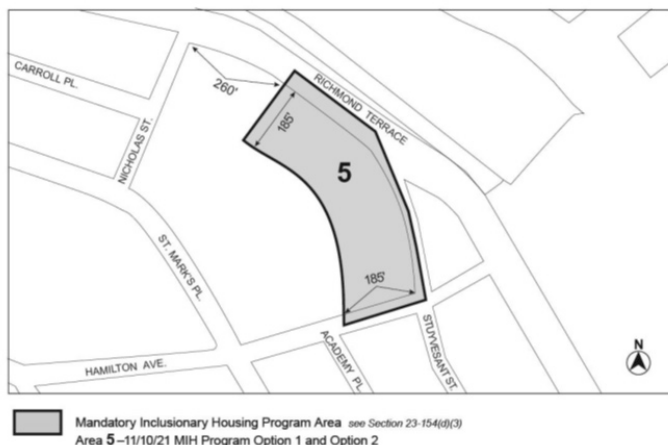 CARROLL PL.
NICHOLAS ST.
260'
RICHMOND TERRACE
185'
5
ST. MARK'S PL.
185'
HAMILTON AVE.
ACADEMY PL.
STUYVESANT ST.
N
Mandatory Inclusionary Housing Program Area see Section 23-154(d)(3)
Area 5 –11/10/21 MIH Program Option 1 and Option 2